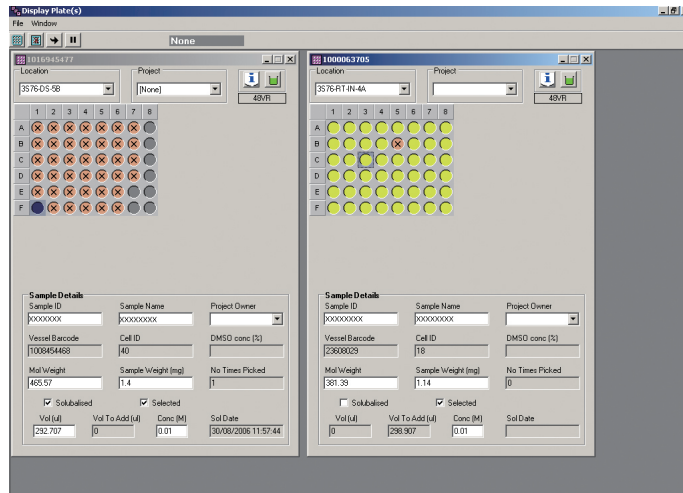 Display Plate(s)
File Window
None
1016945477
Location
3S76-DS-5B
Project
[None]
48VR
1 2 3 4 5 6 7 8
A
B
C
D
E
F
Sample Details
Sample ID Sample Name Project Owner
XXXXXXX XXXXXXXX
Vessel Barcode Cell ID DMSO conc (%)
1008454468 40
Mol Weight Sample Weight (mg) No Times Picked
465.57 1.4 1
Solubalised Selected
Vol (ul) Vol To Add (ul) Conc (M) Sol Date
292.707 0 0.01 30/08/2006 11:57:44
1000063705
Location
3S76-RT-IN-4A
Project
48VR
1 2 3 4 5 6 7 8
A
B
C
D
E
F
Sample Details
Sample ID Sample Name Project Owner
XXXXXXXX XXXXXXXX
Vessel Barcode Cell ID DMSO conc (%)
23608029 18
Mol Weight Sample Weight (mg) No Times Picked
381.39 1.14 0
Solubalised Selected
Vol (ul) Vol To Add (ul) Conc (M) Sol Date
0 298.907 0.01